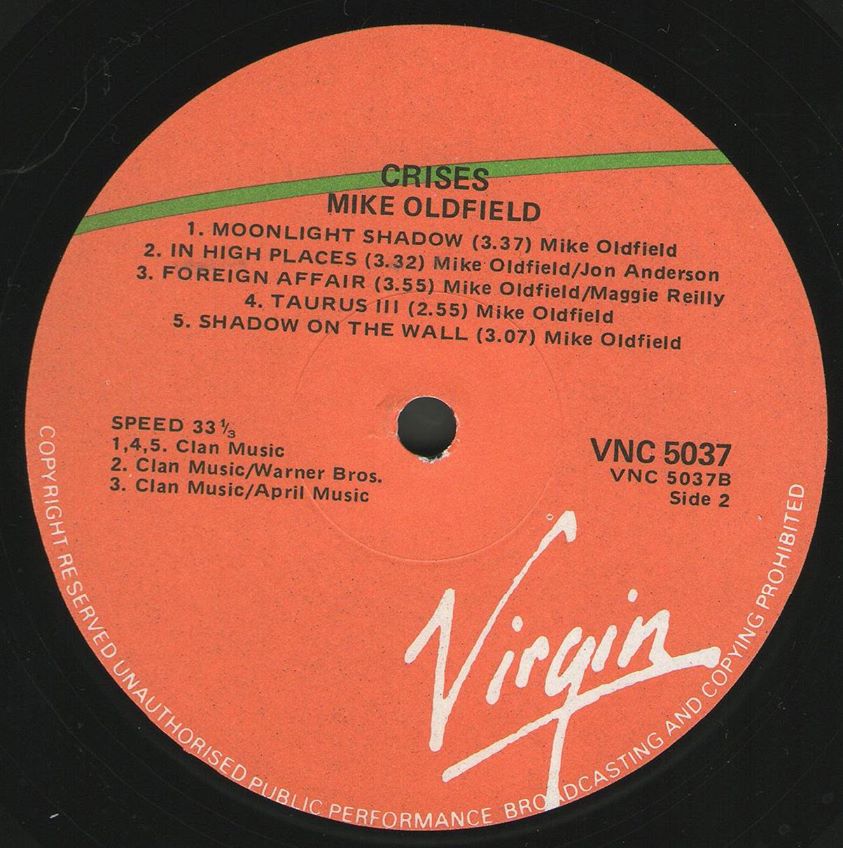 CRISES
MIKE OLDFIELD
1. MOONLIGHT SHADOW (3.37) Mike Oldfield
2. IN HIGH PLACES (3.32) Mike Oldfield/Jon Anderson
3. FOREIGN AFFAIR (3.55) Mike Oldfield/Maggie Reilly
4. TAURUS III (2.55) Mike Oldfield
5. SHADOW ON THE WALL (3.07) Mike Oldfield
SPEED 33⅓
1,4,5. Clan Music
2. Clan Music/Warner Bros.
3. Clan Music/April Music
VNC 5037
VNC 5037B
Side 2
Virgin
COPYRIGHT RESERVED UNAUTHORISED PUBLIC PERFORMANCE BROADCASTING AND COPYING PROHIBITED